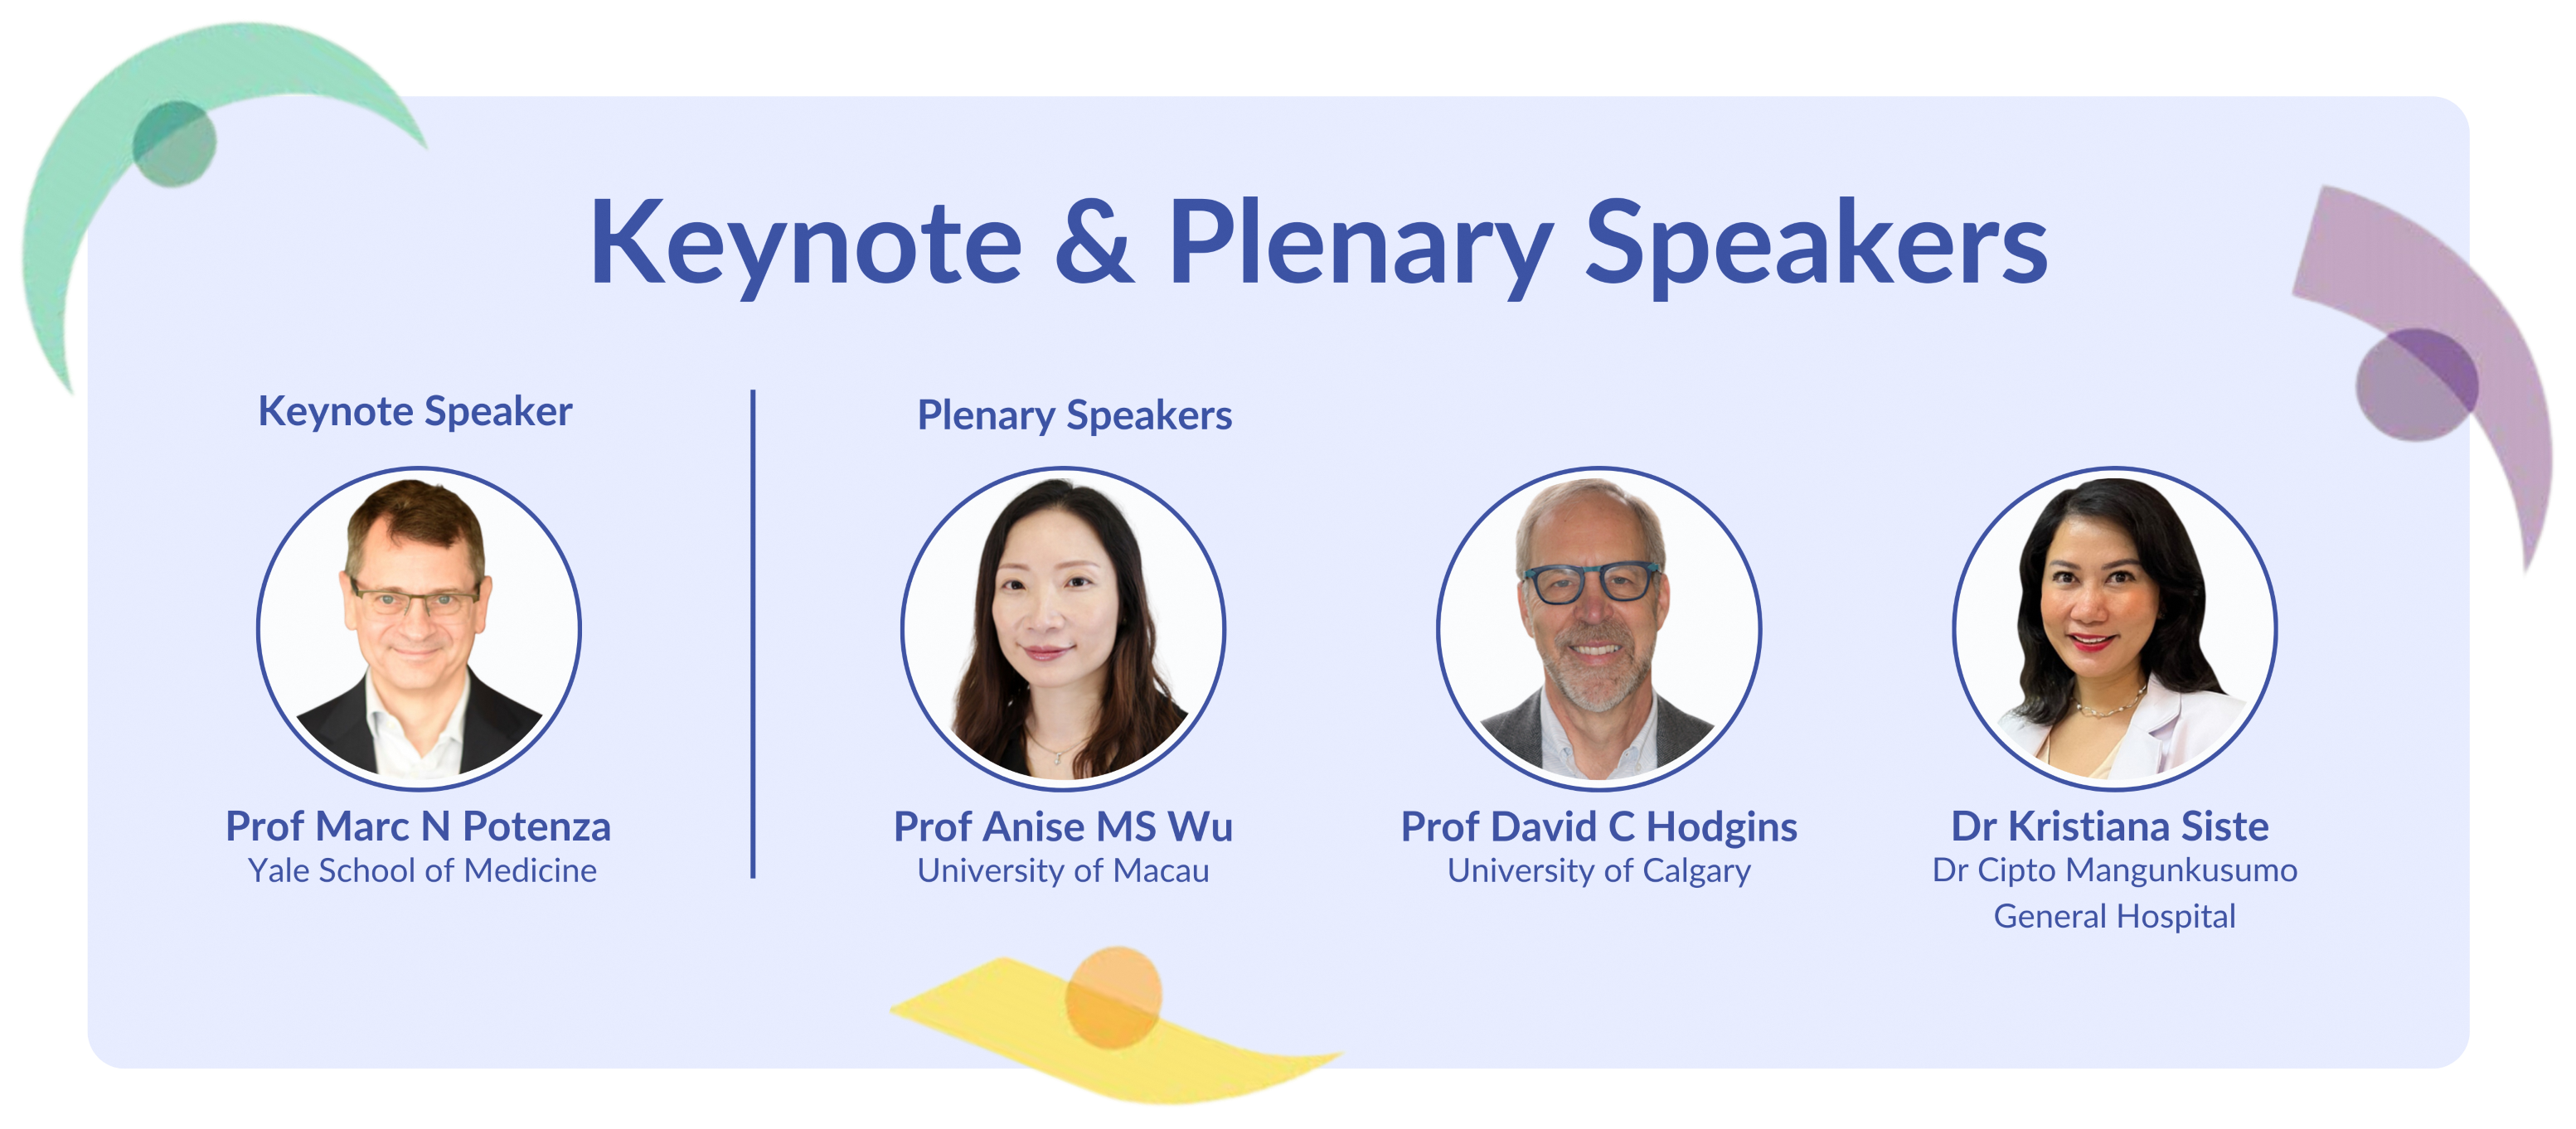 Keynote & Plenary Speakers
Keynote Speaker
Prof Marc N Potenza
Yale School of Medicine
Plenary Speakers
Prof Anise MS Wu
University of Macau
Prof David C Hodgins
University of Calgary
Dr Kristiana Siste
Dr Cipto Mangunkusumo
General Hospital